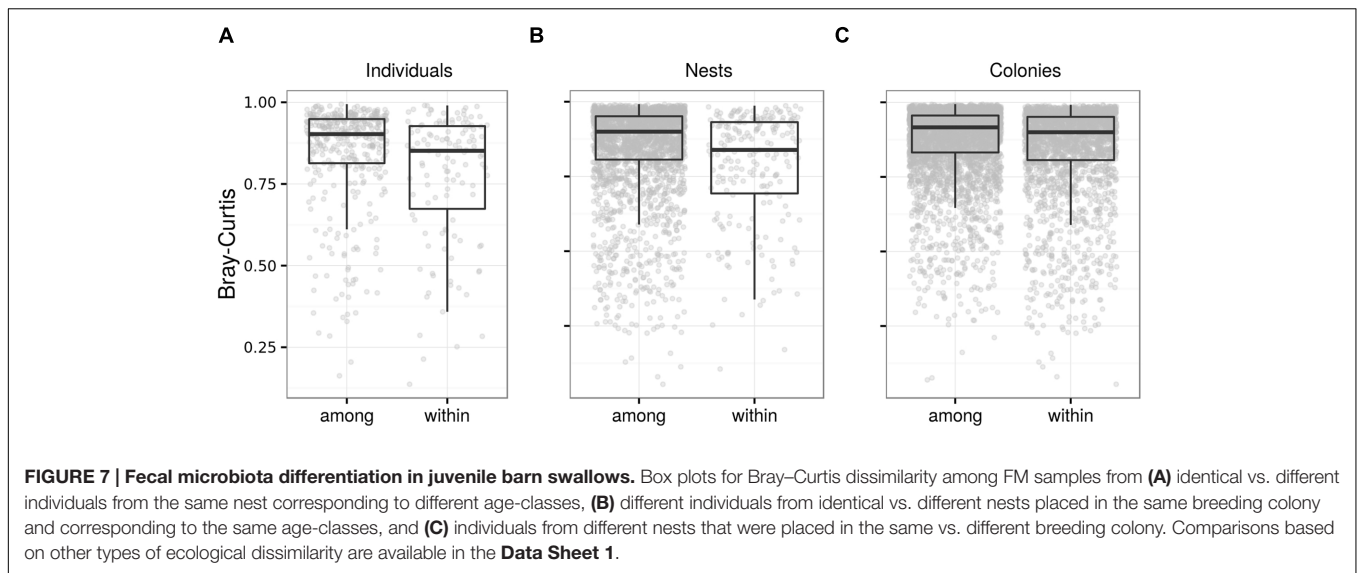 A
B
C
Individuals
Nests
Colonies
Bray-Curtis
1.00
0.75
0.50
0.25
among
within
among
within
among
within
FIGURE 7 | Fecal microbiota differentiation in juvenile barn swallows. Box plots for Bray–Curtis dissimilarity among FM samples from (A) identical vs. different
individuals from the same nest corresponding to different age-classes, (B) different individuals from identical vs. different nests placed in the same breeding colony
and corresponding to the same age-classes, and (C) individuals from different nests that were placed in the same vs. different breeding colony. Comparisons based
on other types of ecological dissimilarity are available in the Data Sheet 1.